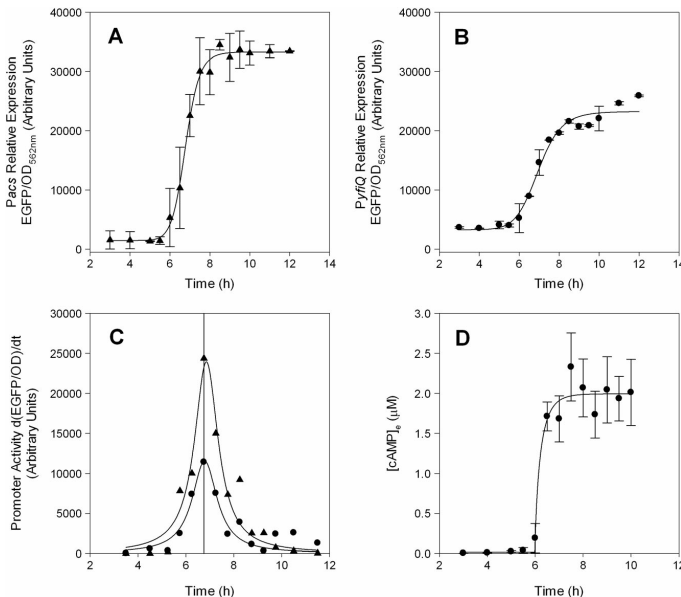 A
Pacs Relative Expression
EGFP/OD562nm (Arbitrary Units)
40000
30000
20000
10000
0
2 4 6 8 10 12 14
Time (h)
B
PyfiQ Relative Expression
EGFP/OD562nm (Arbitrary Units)
40000
30000
20000
10000
0
2 4 6 8 10 12 14
Time (h)
C
Promoter Activity d(EGFP/OD)/dt
(Arbitrary Units)
30000
25000
20000
15000
10000
5000
0
2 4 6 8 10 12
Time (h)
D
[cAMP]e (μM)
3.0
2.5
2.0
1.5
1.0
0.5
0.0
2 4 6 8 10 12
Time (h)